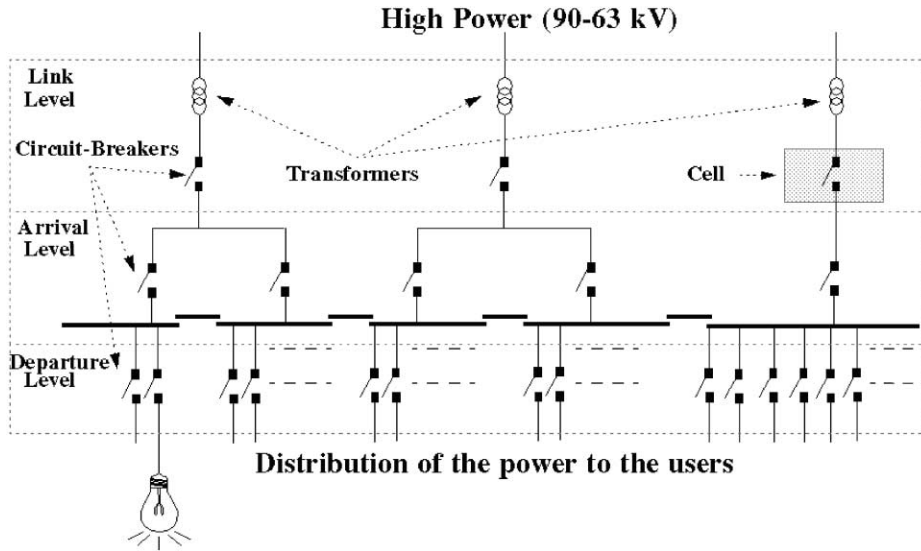 High Power (90-63 kV)
Link
Level
Circuit-Breakers
Transformers
Cell
Arrival
Level
Departure
Level
Distribution of the power to the users